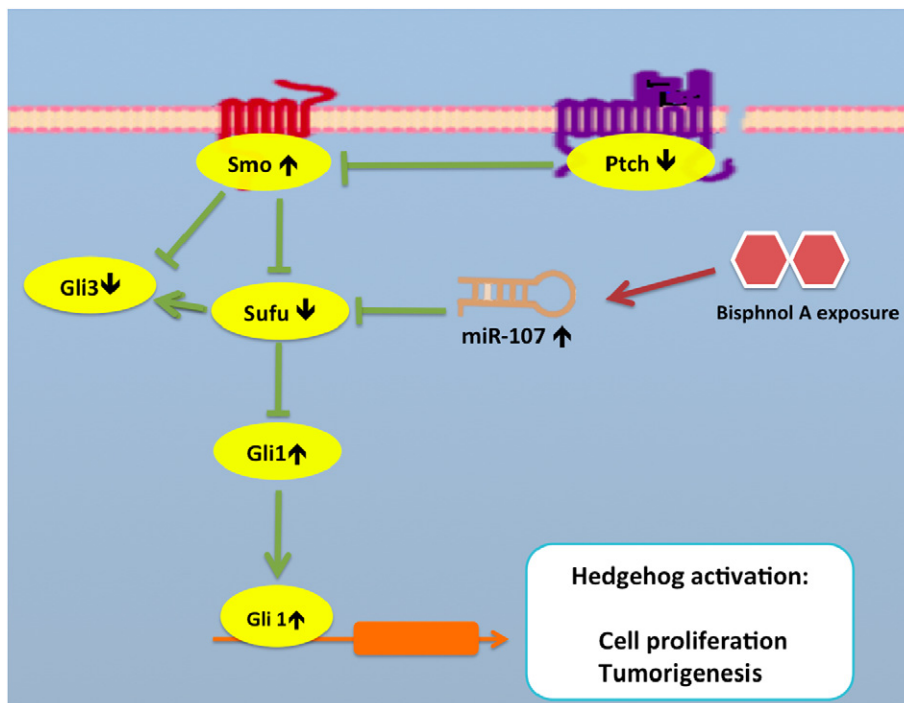 Smo ↑
Ptch ↓
Gli3 ↓
Sufu ↓
miR-107 ↑
Bisphnol A exposure
Gli1 ↑
Gli 1 ↑
Hedgehog activation:
Cell proliferation
Tumorigenesis